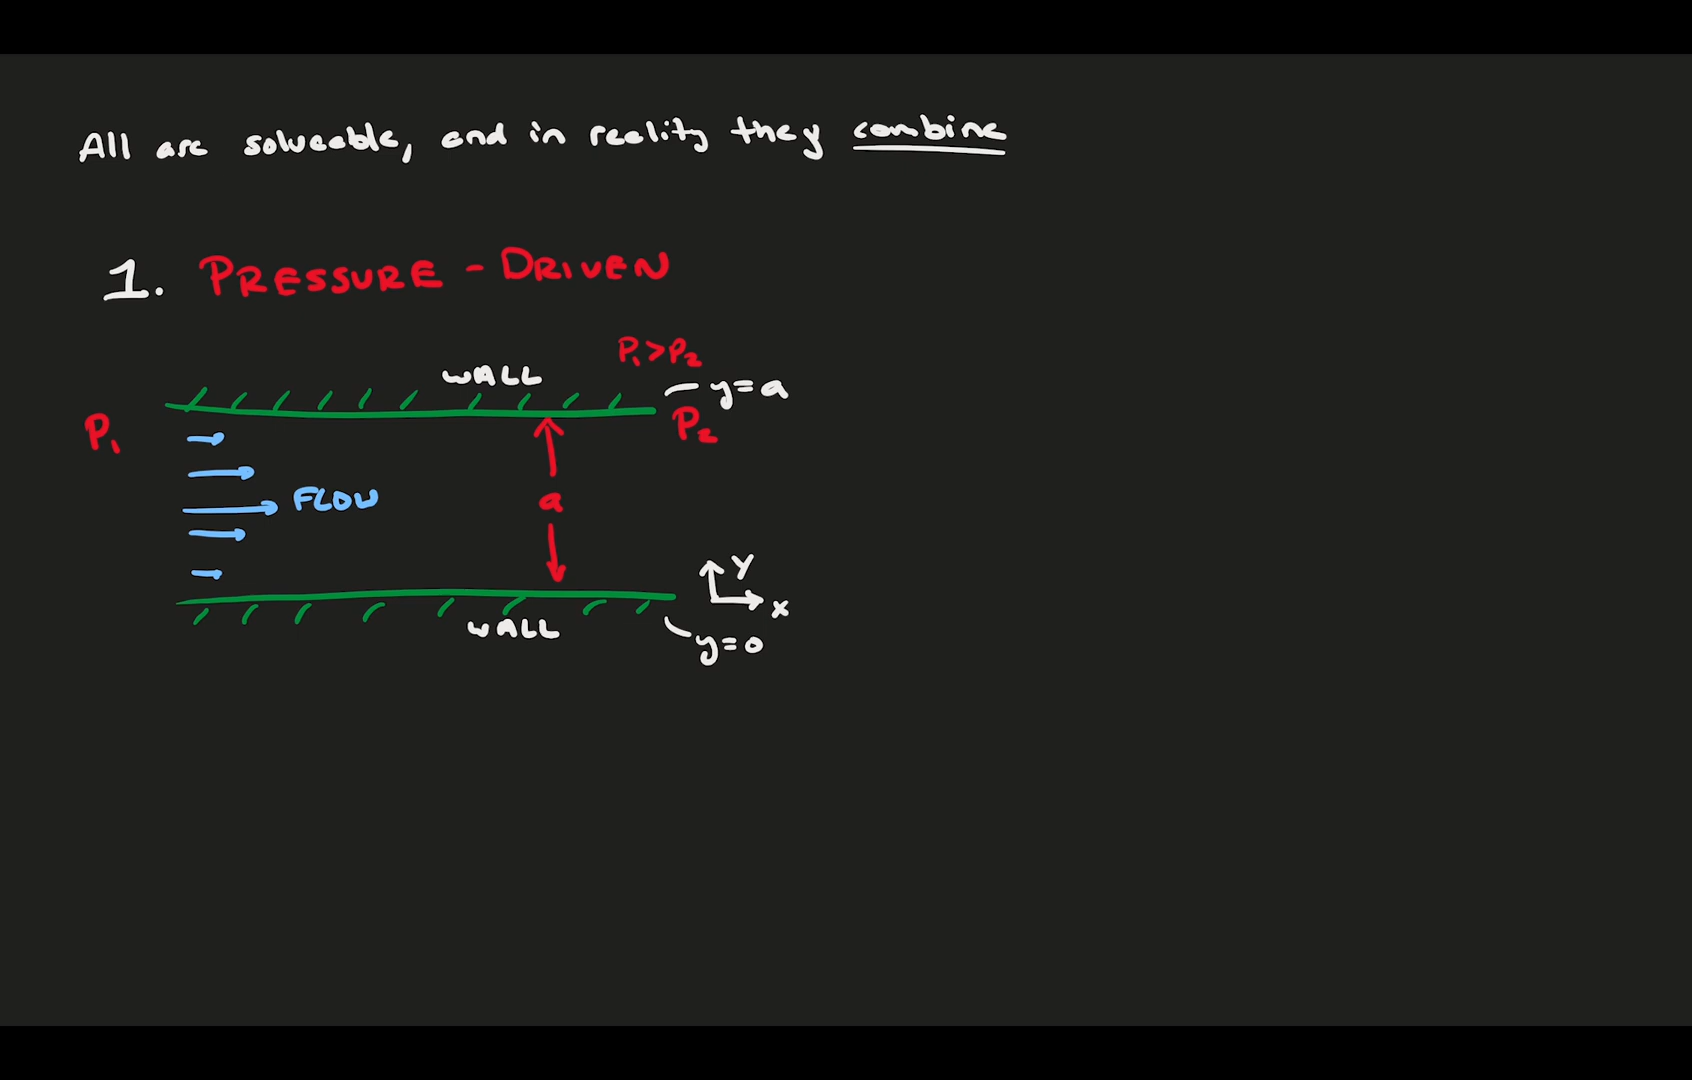 All are solveable, and in reality they combine
1. PRESSURE - DRIVEN
P₁ > P₂
WALL
y = a
P₁
P₂
FLOW
a
y
x
WALL
y = 0